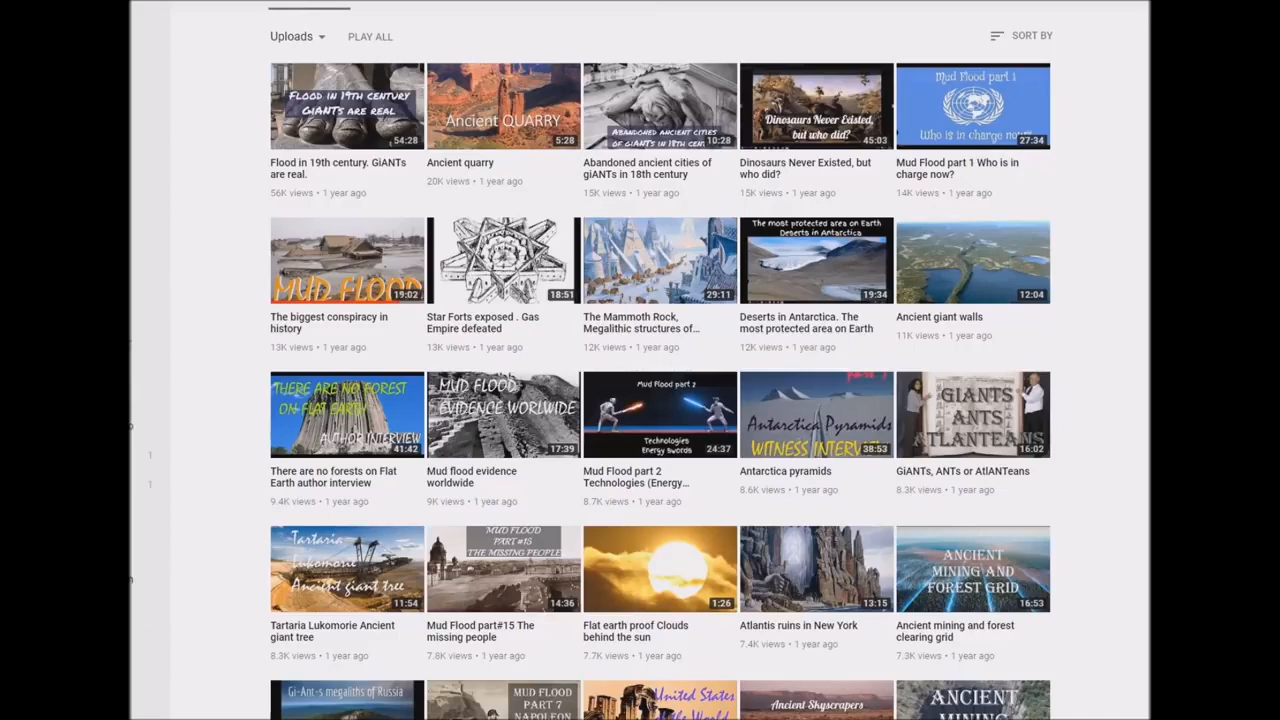 Uploads PLAY ALL SORT BY
FLOOD IN 19TH CENTURY
GIANTS ARE REAL
54:28
Ancient QUARRY
5:28
ABANDONED ANCIENT CITIES
OF GIANTS IN 18TH CENT
10:28
Dinosaurs Never Existed,
but who did?
45:03
Mud Flood part 1
Who is in charge now?
27:34
Flood in 19th century. GiANTs
are real.
56K views • 1 year ago
Ancient quarry
20K views • 1 year ago
Abandoned ancient cities of
giANTs in 18th century
15K views • 1 year ago
Dinosaurs Never Existed, but
who did?
15K views • 1 year ago
Mud Flood part 1 Who is in
charge now?
14K views • 1 year ago
MUD FLOOD
19:02
18:51
29:11
The most protected area on Earth
Deserts in Antarctica
19:34
12:04
The biggest conspiracy in
history
13K views • 1 year ago
Star Forts exposed . Gas
Empire defeated
13K views • 1 year ago
The Mammoth Rock,
Megalithic structures of...
12K views • 1 year ago
Deserts in Antarctica. The
most protected area on Earth
12K views • 1 year ago
Ancient giant walls
11K views • 1 year ago
THERE ARE NO FOREST
ON FLAT EARTH
AUTHOR INTERVIEW
41:42
MUD FLOOD
EVIDENCE WORLWIDE
17:39
Mud Flood part 2
Technologies
Energy swords
24:37
Antarctica Pyramids
WITNESS INTERVIEW
38:53
GIANTS
ANTS
ATLANTEANS
16:02
There are no forests on Flat
Earth author interview
9.4K views • 1 year ago
Mud flood evidence
worldwide
9K views • 1 year ago
Mud Flood part 2
Technologies (Energy...
8.7K views • 1 year ago
Antarctica pyramids
8.6K views • 1 year ago
GiANTs, ANTs or AtlANTeans
8.3K views • 1 year ago
Tartaria
Lukomorie
Ancient giant tree
11:54
MUD FLOOD
PART#15
THE MISSING PEOPLE
14:36
1:26
13:15
ANCIENT
MINING AND
FOREST GRID
16:53
Tartaria Lukomorie Ancient
giant tree
8.3K views • 1 year ago
Mud Flood part#15 The
missing people
7.8K views • 1 year ago
Flat earth proof Clouds
behind the sun
7.7K views • 1 year ago
Atlantis ruins in New York
7.4K views • 1 year ago
Ancient mining and forest
clearing grid
7.3K views • 1 year ago
Gi-Ant-s megaliths of Russia
MUD FLOOD
PART 7
NAPOLEON
United States
the World
Ancient Skyscrapers
ANCIENT
MINING